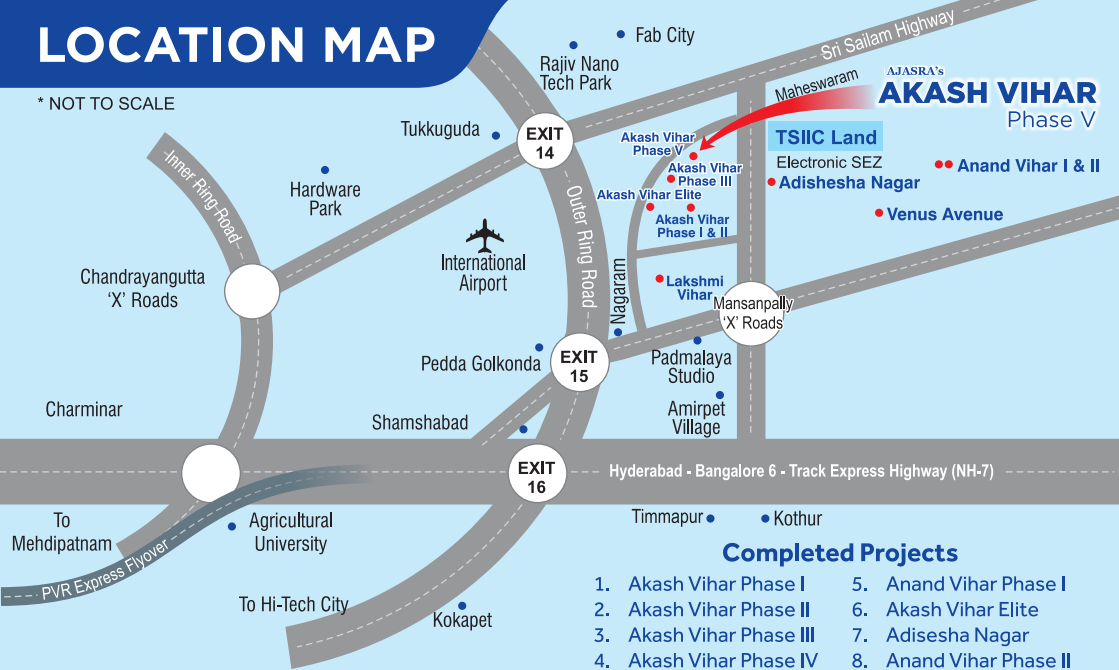 LOCATION MAP
* NOT TO SCALE
Fab City
Rajiv Nano
Tech Park
Sri Sailam Highway
Maheswaram
AJASRA's
AKASH VIHAR
Phase V
Tukkuguda
EXIT
14
Akash Vihar
Phase V
TSIIC Land
Electronic SEZ
Inner Ring Road
Akash Vihar
Phase III
Anand Vihar I & II
Adishesha Nagar
Hardware
Park
Akash Vihar Elite
Outer Ring Road
Akash Vihar
Phase I & II
Venus Avenue
International
Airport
Chandrayangutta
‘X’ Roads
Nagaram
Lakshmi
Vihar
Mansanpally
‘X’ Roads
Pedda Golkonda
EXIT
15
Padmalaya
Studio
Charminar
Shamshabad
Amirpet
Village
EXIT
16
Hyderabad - Bangalore 6 - Track Express Highway (NH-7)
To
Mehdipatnam
Agricultural
University
Timmapur
Kothur
PVR Express Flyover
To Hi-Tech City
Kokapet
Completed Projects
1. Akash Vihar Phase I
2. Akash Vihar Phase II
3. Akash Vihar Phase III
4. Akash Vihar Phase IV
5. Anand Vihar Phase I
6. Akash Vihar Elite
7. Adisesha Nagar
8. Anand Vihar Phase II